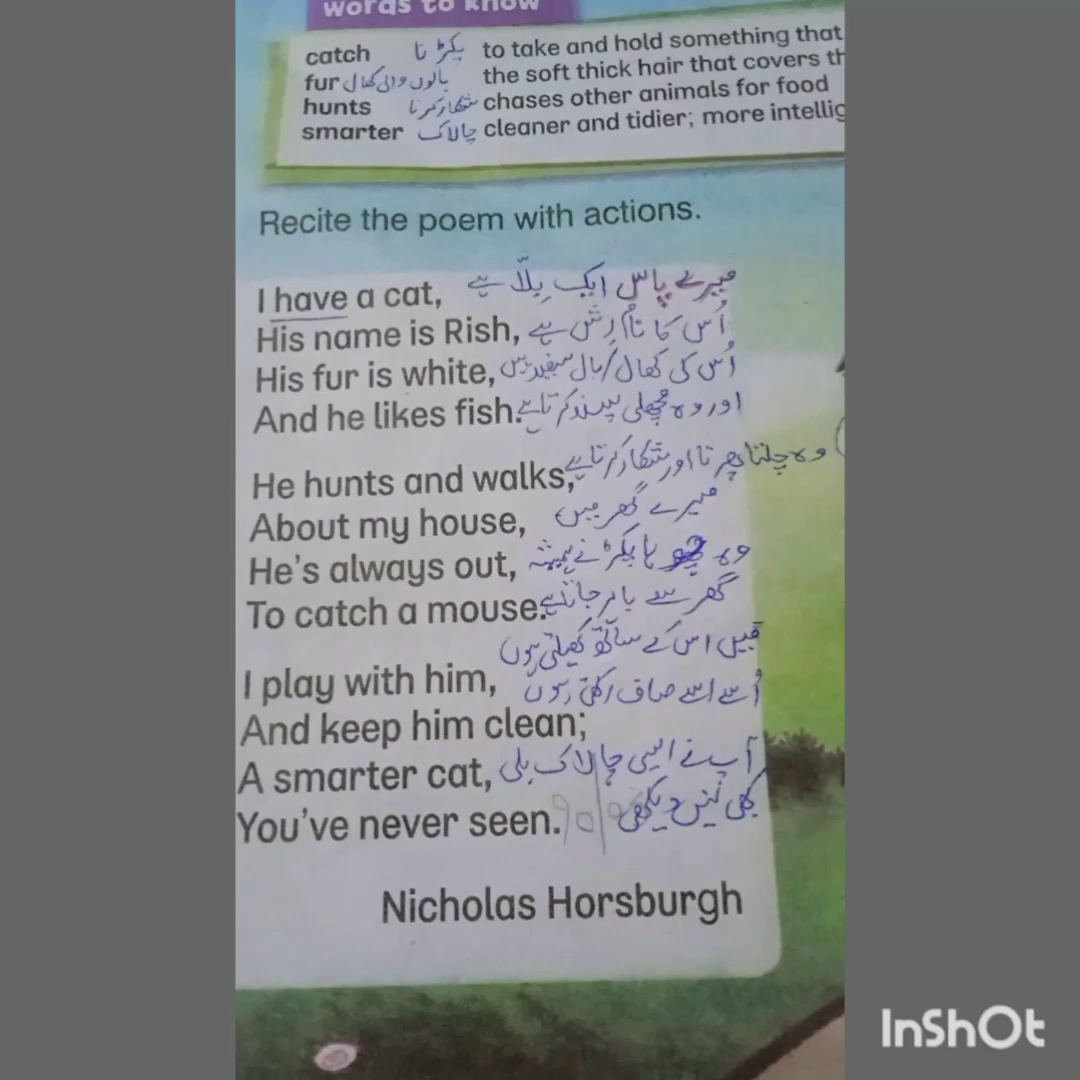 words to know
catch پکڑنا to take and hold something that
fur بالوں والی کھال the soft thick hair that covers th
hunts شکار کرنا chases other animals for food
smarter چالاک cleaner and tidier; more intellig
Recite the poem with actions.
I have a cat, میرے پاس ایک بِلّا ہے
His name is Rish, اُس کا نام رِش ہے
His fur is white, اُس کی کھال/بال سفید ہیں
And he likes fish. اور وہ مچھلی پسند کرتا ہے
He hunts and walks, وہ چلتا پھرتا اور شکار کرتا ہے
About my house, میرے گھر میں
He's always out, وہ چوہا پکڑنے ہمیشہ
To catch a mouse. گھر سے باہر جاتا ہے
میں اس کے ساتھ کھیلتی ہوں
I play with him, اُسے صاف رکھتی ہوں
And keep him clean;
A smarter cat, آپ نے ایسی چالاک بلی
You've never seen. کبھی نہیں دیکھی
Nicholas Horsburgh
InShOt